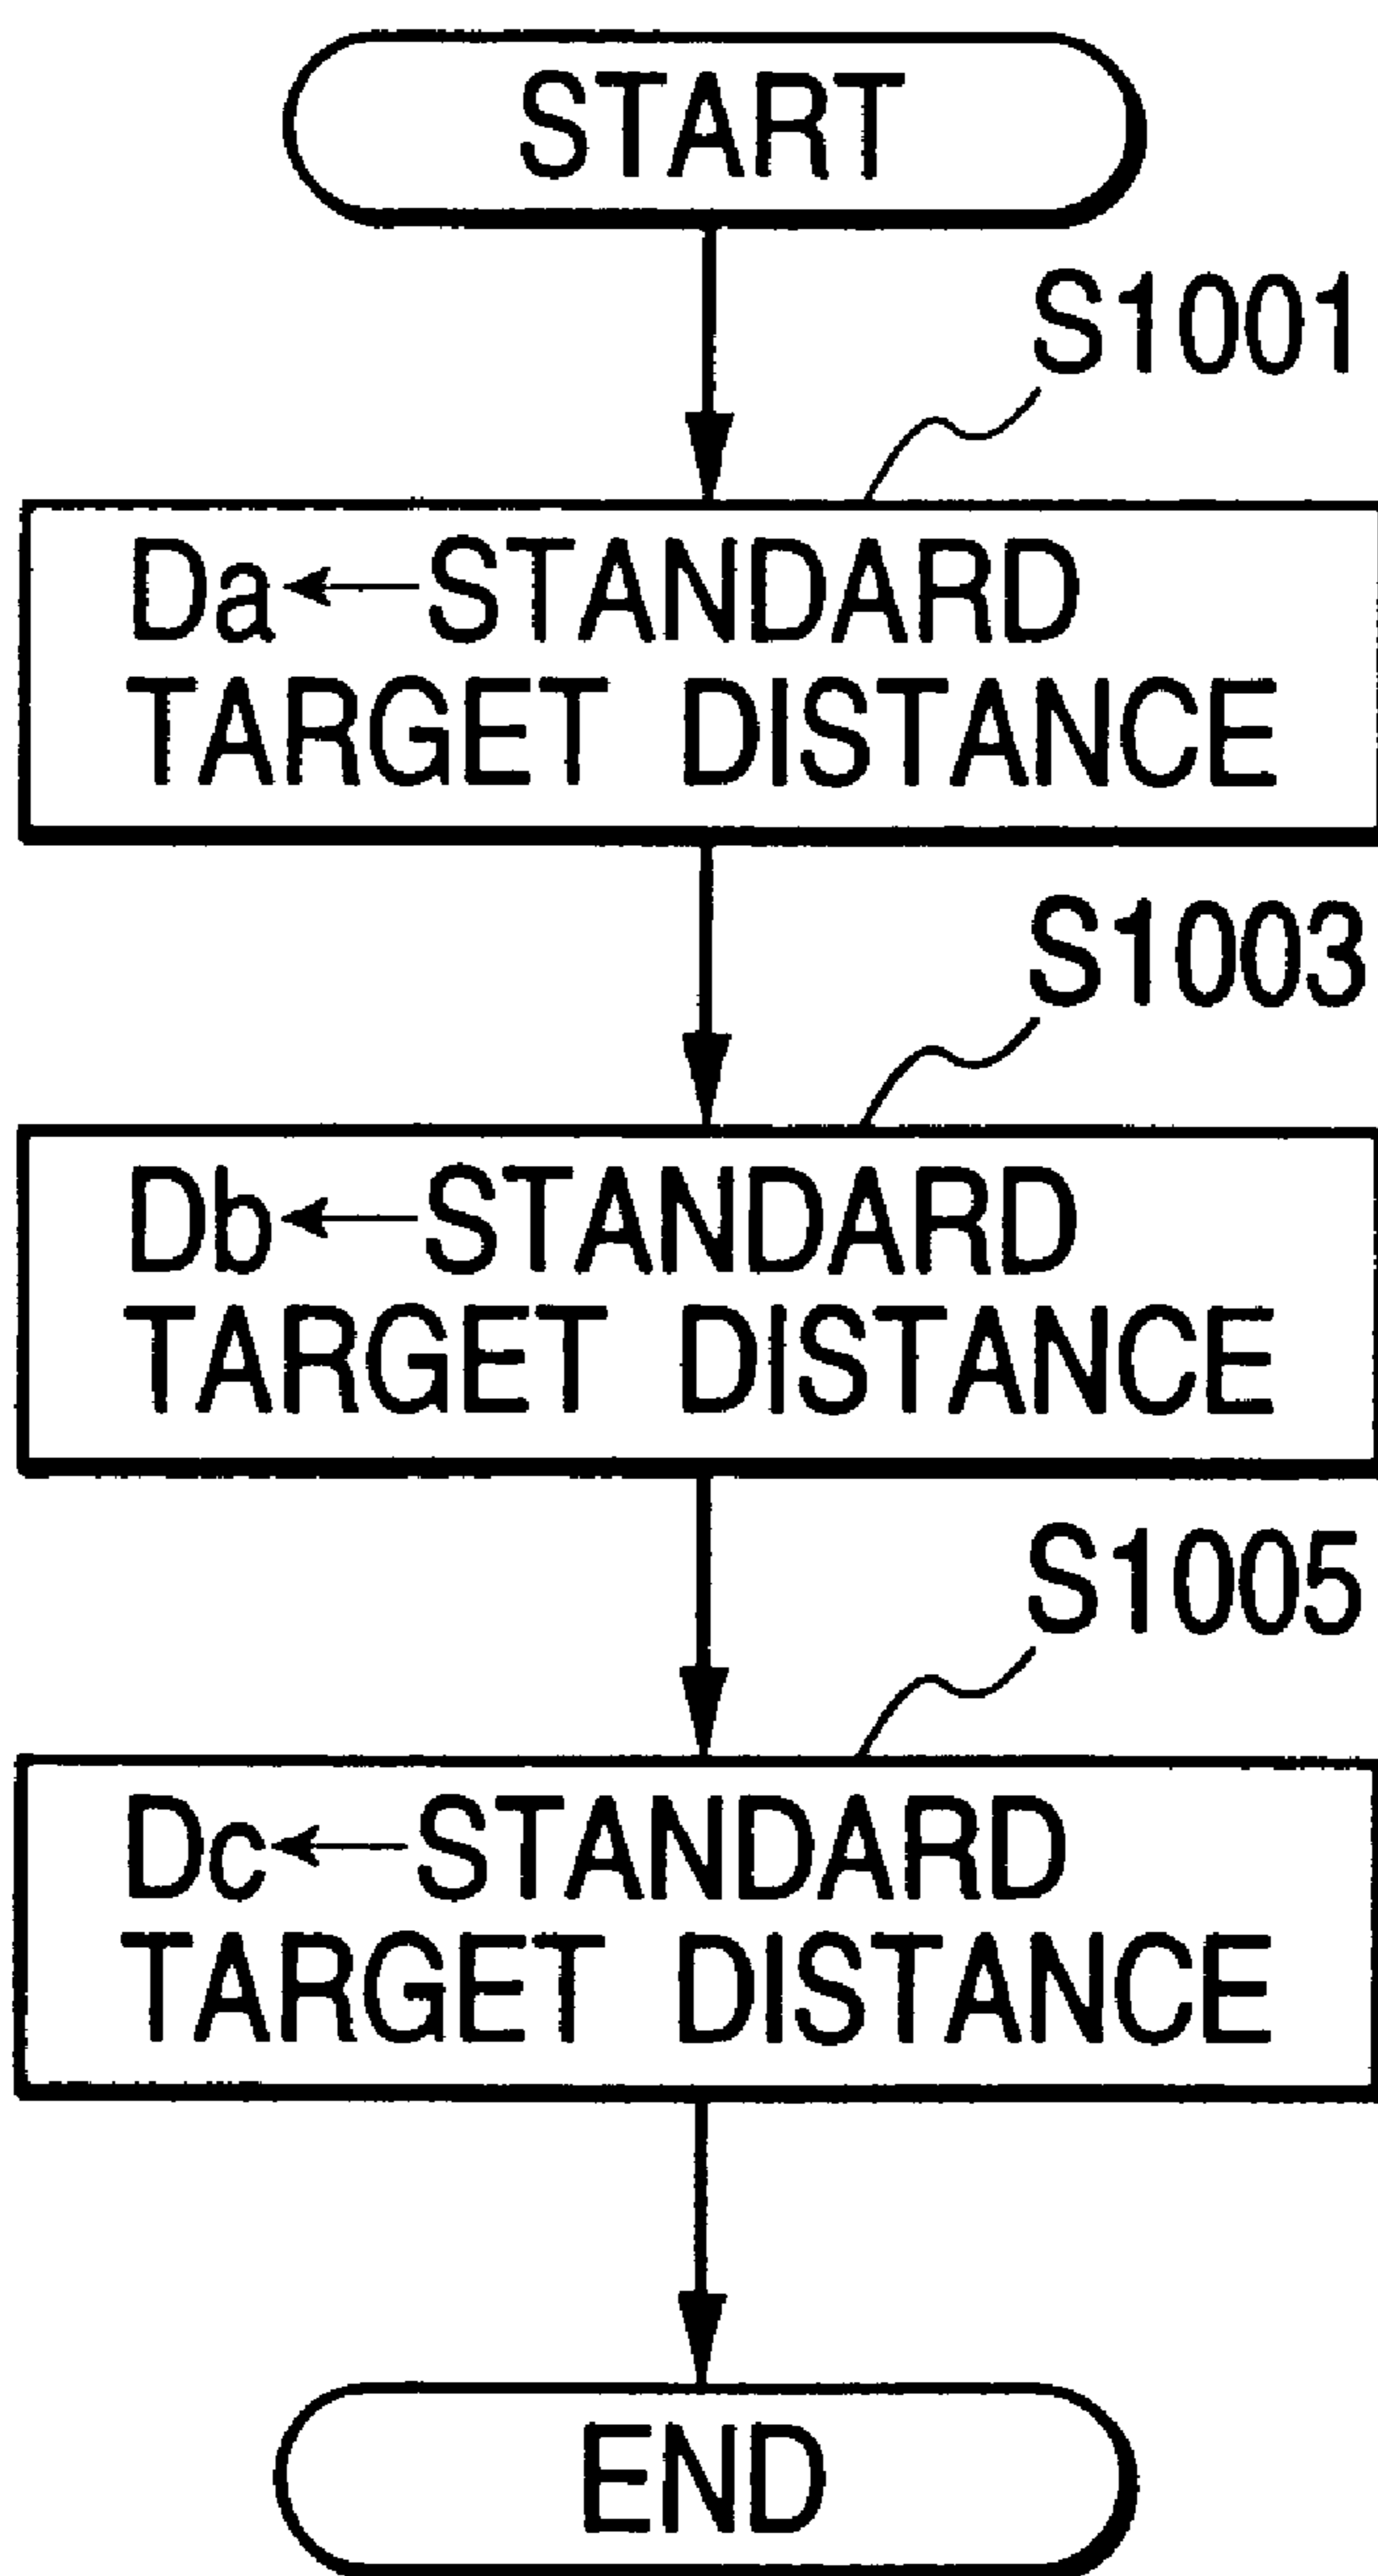 START
S1001
Da←STANDARD
TARGET DISTANCE
S1003
Db←STANDARD
TARGET DISTANCE
S1005
Dc←STANDARD
TARGET DISTANCE
END